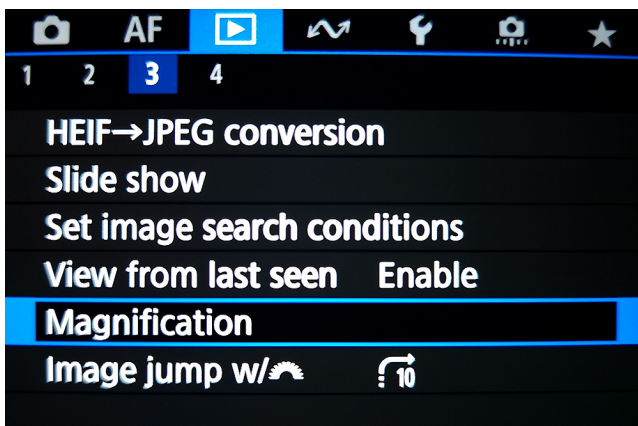 AF
1 2 3 4
HEIF→JPEG conversion
Slide show
Set image search conditions
View from last seen Enable
Magnification
Image jump w/ 10